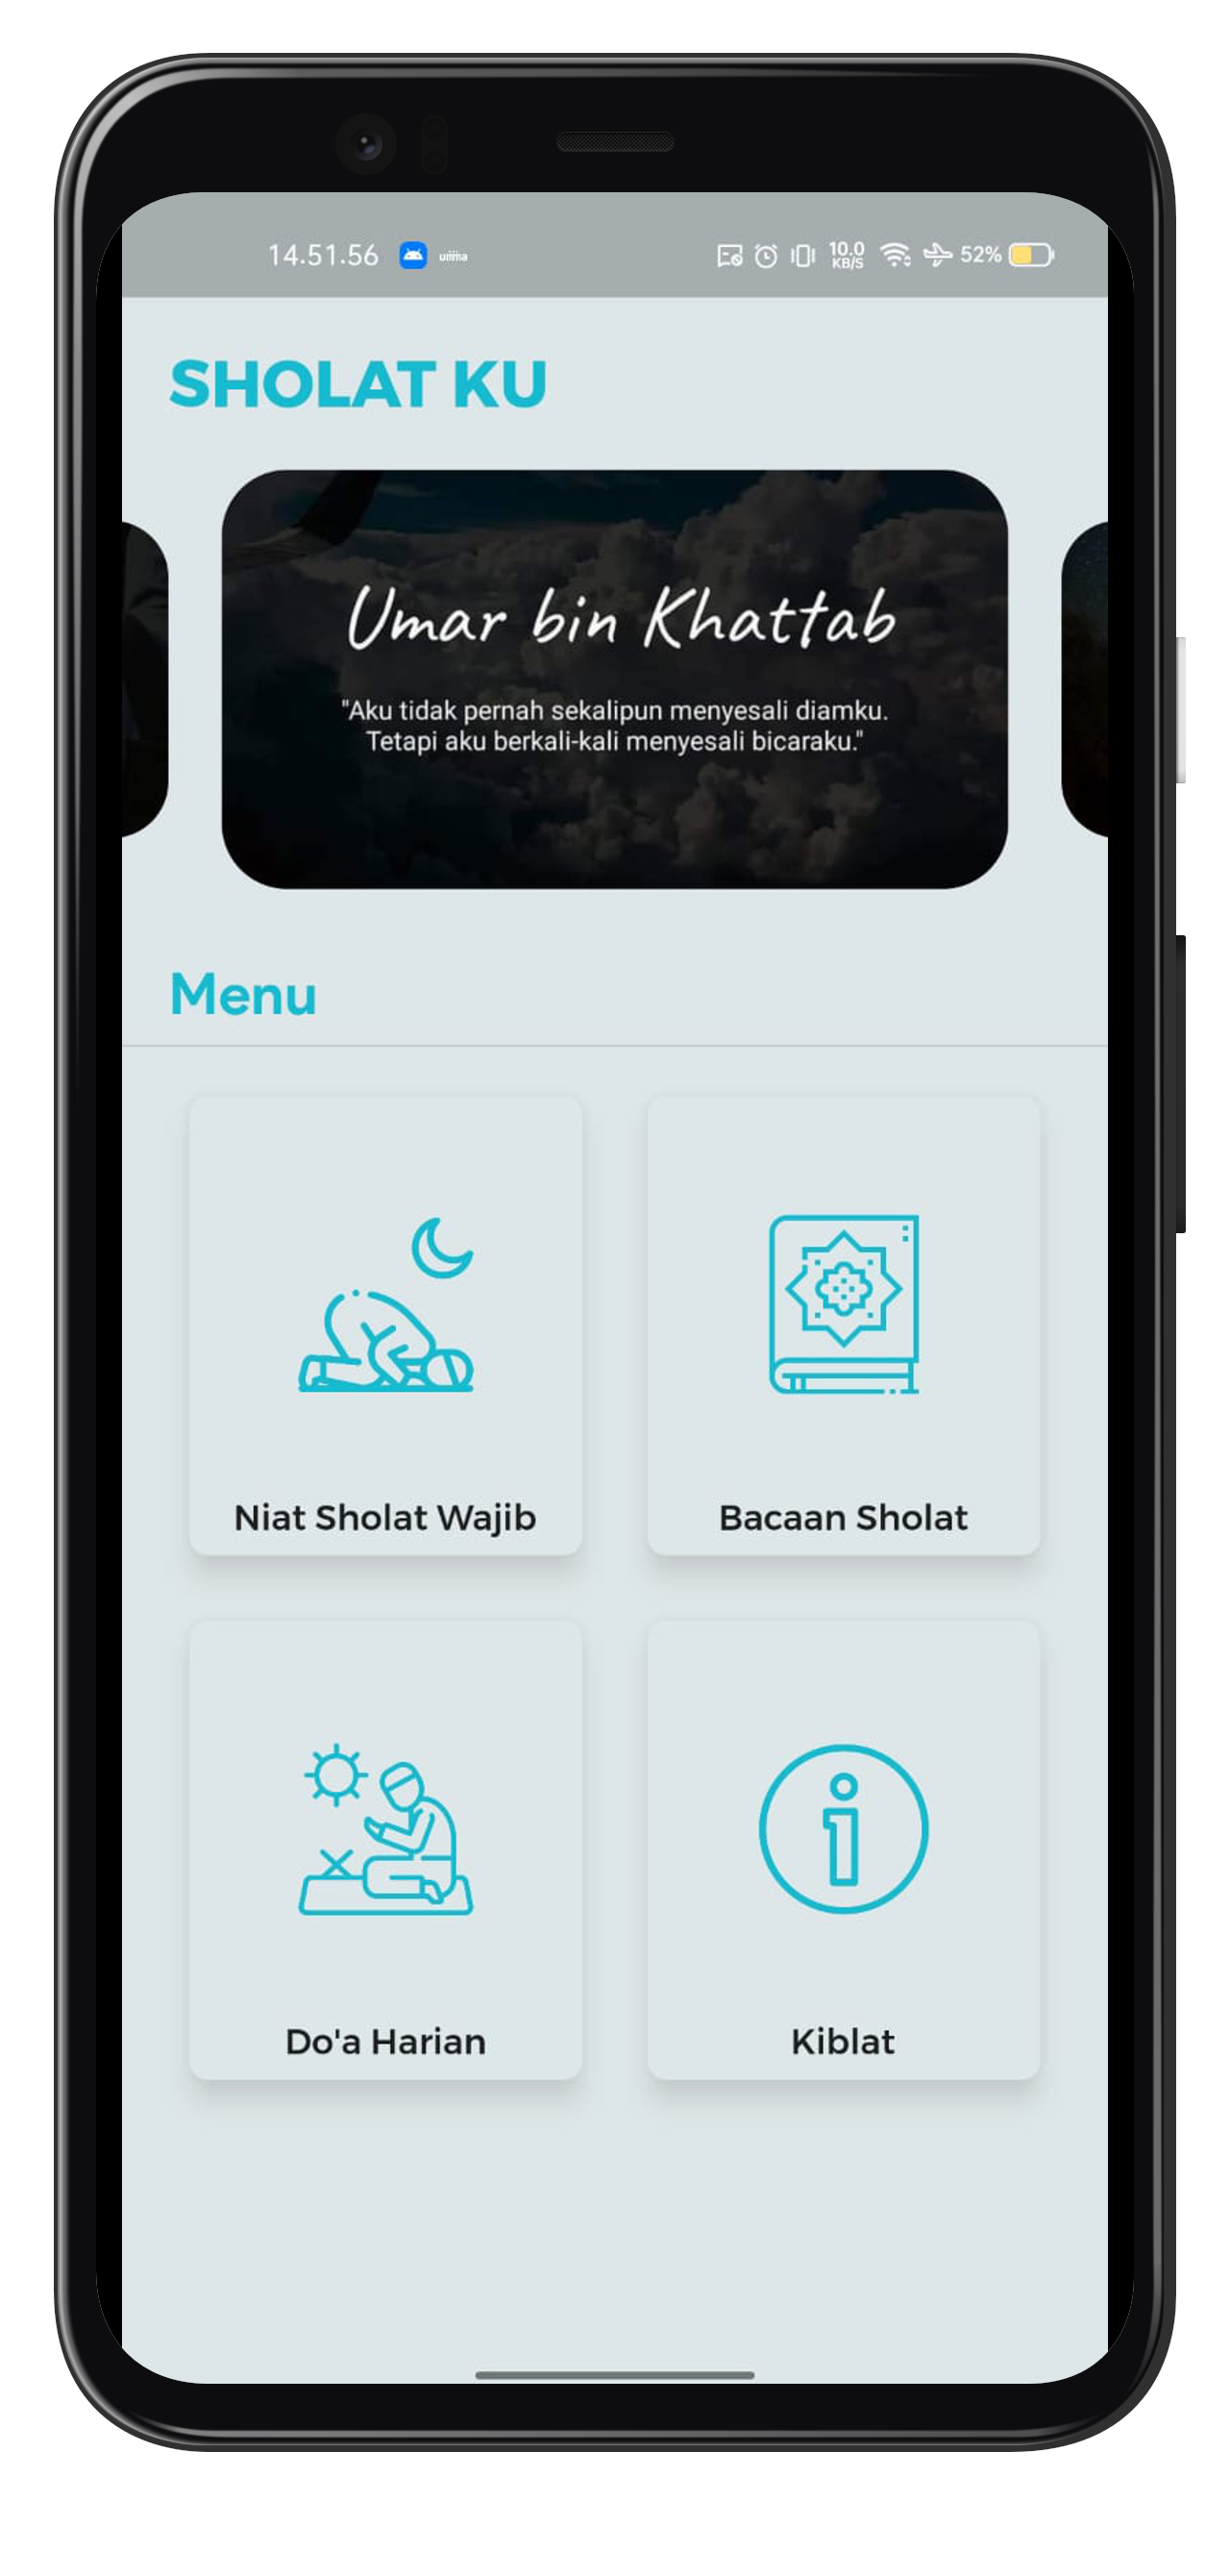 14.51.56
10.0
KB/S
52%
SHOLAT KU
Umar bin Khattab
"Aku tidak pernah sekalipun menyesali diamku.
Tetapi aku berkali-kali menyesali bicaraku."
Menu
Niat Sholat Wajib
Bacaan Sholat
Do'a Harian
Kiblat